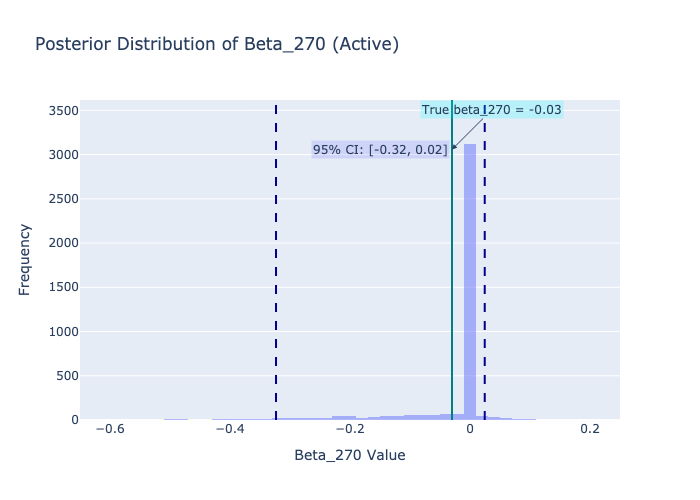 Posterior Distribution of Beta_270 (Active)
True beta_270 = -0.03
95% CI: [-0.32, 0.02]
Frequency
3500
3000
2500
2000
1500
1000
500
0
−0.6
−0.4
−0.2
0
0.2
Beta_270 Value